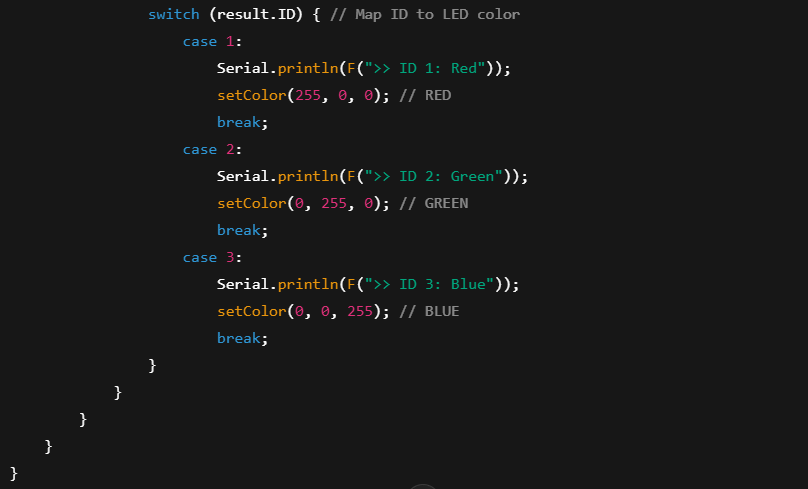 switch (result.ID) { // Map ID to LED color
case 1:
Serial.println(F(">> ID 1: Red"));
setColor(255, 0, 0); // RED
break;
case 2:
Serial.println(F(">> ID 2: Green"));
setColor(0, 255, 0); // GREEN
break;
case 3:
Serial.println(F(">> ID 3: Blue"));
setColor(0, 0, 255); // BLUE
break;
}
}
}
}
}